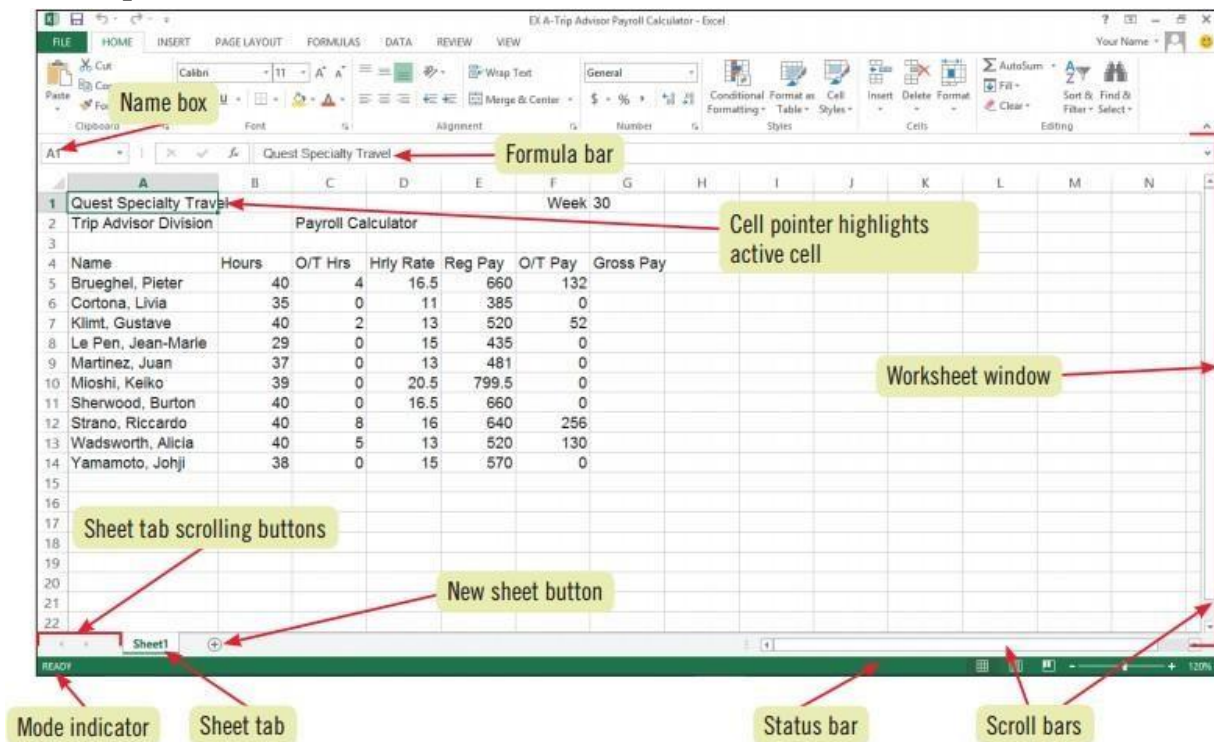 EX A-Trip Advisor Payroll Calculator - Excel
FILE HOME INSERT PAGE LAYOUT FORMULAS DATA REVIEW VIEW Your Name
Cut Calibri 11 Wrap Text General AutoSum
Paste Merge & Center $ % Conditional Formatting Format as Table Cell Styles Insert Delete Format Fill Clear Sort & Filter Find & Select
Clipboard Font Alignment Number Styles Cells Editing
Name box
A1 Quest Specialty Travel
Formula bar
A B C D E F G H I J K L M N
1 Quest Specialty Travel Week 30
2 Trip Advisor Division Payroll Calculator
Cell pointer highlights
active cell
3
4 Name Hours O/T Hrs Hrly Rate Reg Pay O/T Pay Gross Pay
5 Brueghel, Pieter 40 4 16.5 660 132
6 Cortona, Livia 35 0 11 385 0
7 Klimt, Gustave 40 2 13 520 52
8 Le Pen, Jean-Marie 29 0 15 435 0
9 Martinez, Juan 37 0 13 481 0
10 Mioshi, Keiko 39 0 20.5 799.5 0
Worksheet window
11 Sherwood, Burton 40 0 16.5 660 0
12 Strano, Riccardo 40 8 16 640 256
13 Wadsworth, Alicia 40 5 13 520 130
14 Yamamoto, Johji 38 0 15 570 0
15
16
17
Sheet tab scrolling buttons
18
19
20
New sheet button
21
22
Sheet1
READY 120%
Mode indicator Sheet tab Status bar Scroll bars